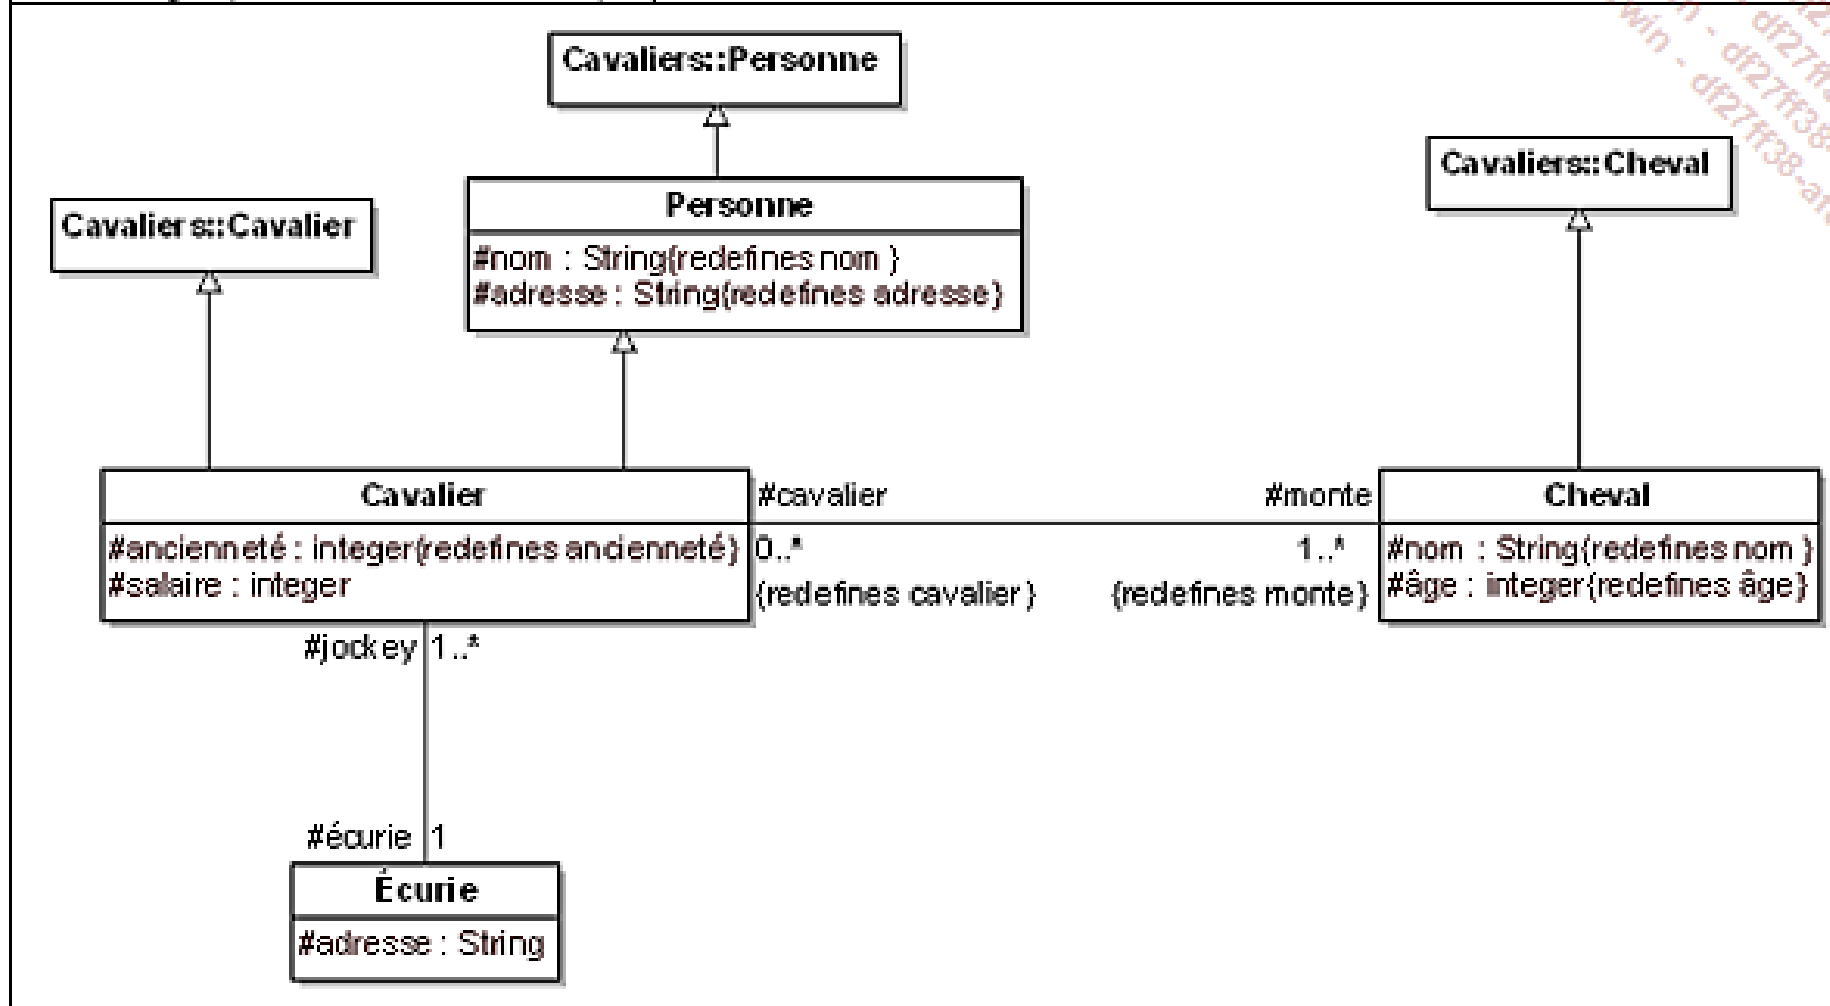 Cavaliers::Personne
Cavaliers::Cheval
Cavaliers::Cavalier
Personne
#nom : String{redefines nom }
#adresse : String{redefines adresse}
Cavalier
#ancienneté : integer{redefines ancienneté}
#salaire : integer
#cavalier
0..*
{redefines cavalier}
#monte
1..*
{redefines monte}
Cheval
#nom : String{redefines nom }
#âge : integer{redefines âge}
#jockey 1..*
#écurie 1
Écurie
#adresse : String